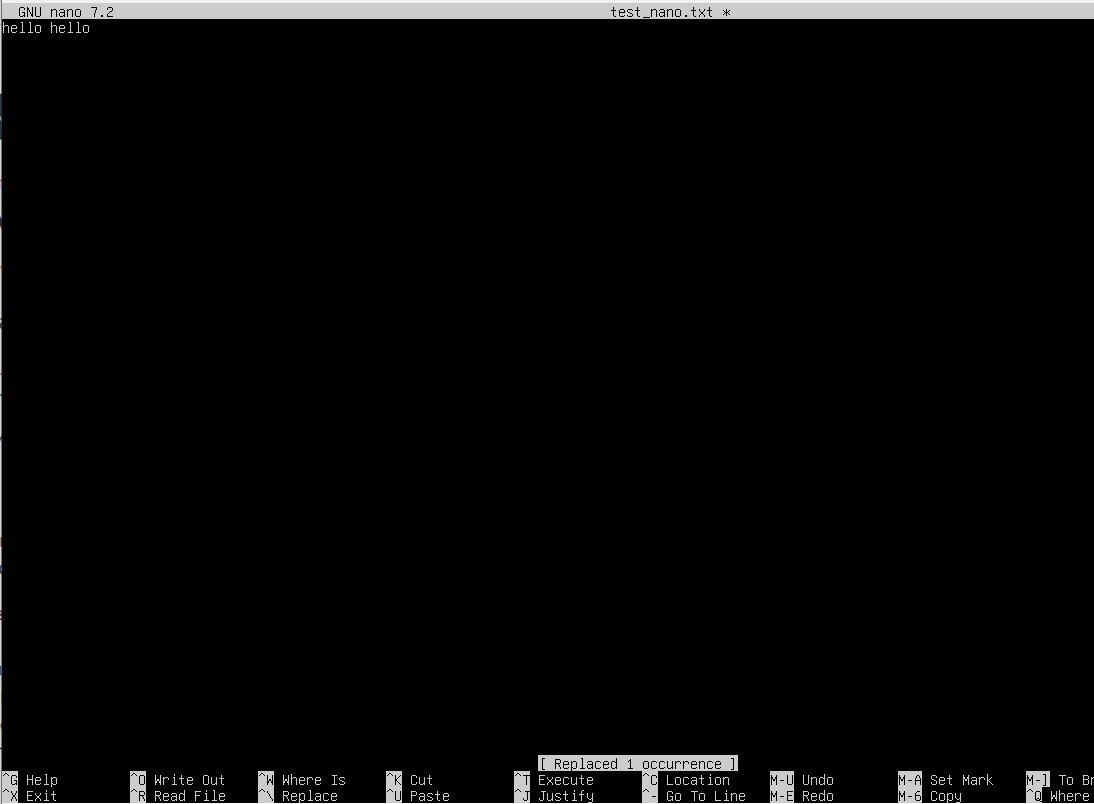 GNU nano 7.2 test_nano.txt *
hello hello
[ Replaced 1 occurrence ]
^G Help ^O Write Out ^W Where Is ^K Cut ^T Execute ^C Location M-U Undo M-A Set Mark M-] To Br
^X Exit ^R Read File ^\ Replace ^U Paste ^J Justify ^- Go To Line M-E Redo M-6 Copy ^Q Where